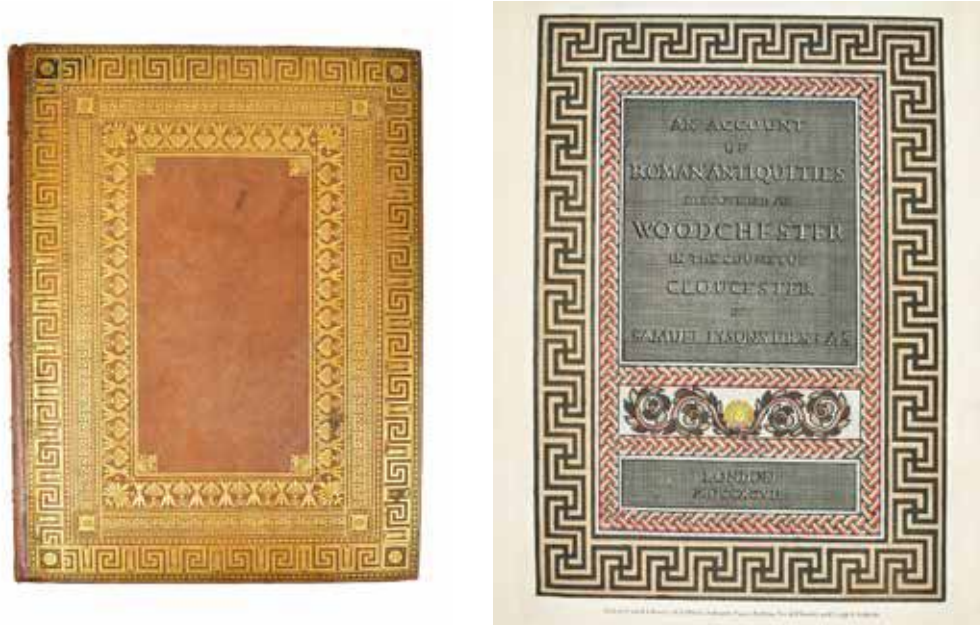 AN ACCOUNT
OF
ROMAN ANTIQUITIES
DISCOVERED AT
WOODCHESTER
IN THE COUNTY OF
GLOUCESTER
BY
SAMUEL LYSONS
LONDON